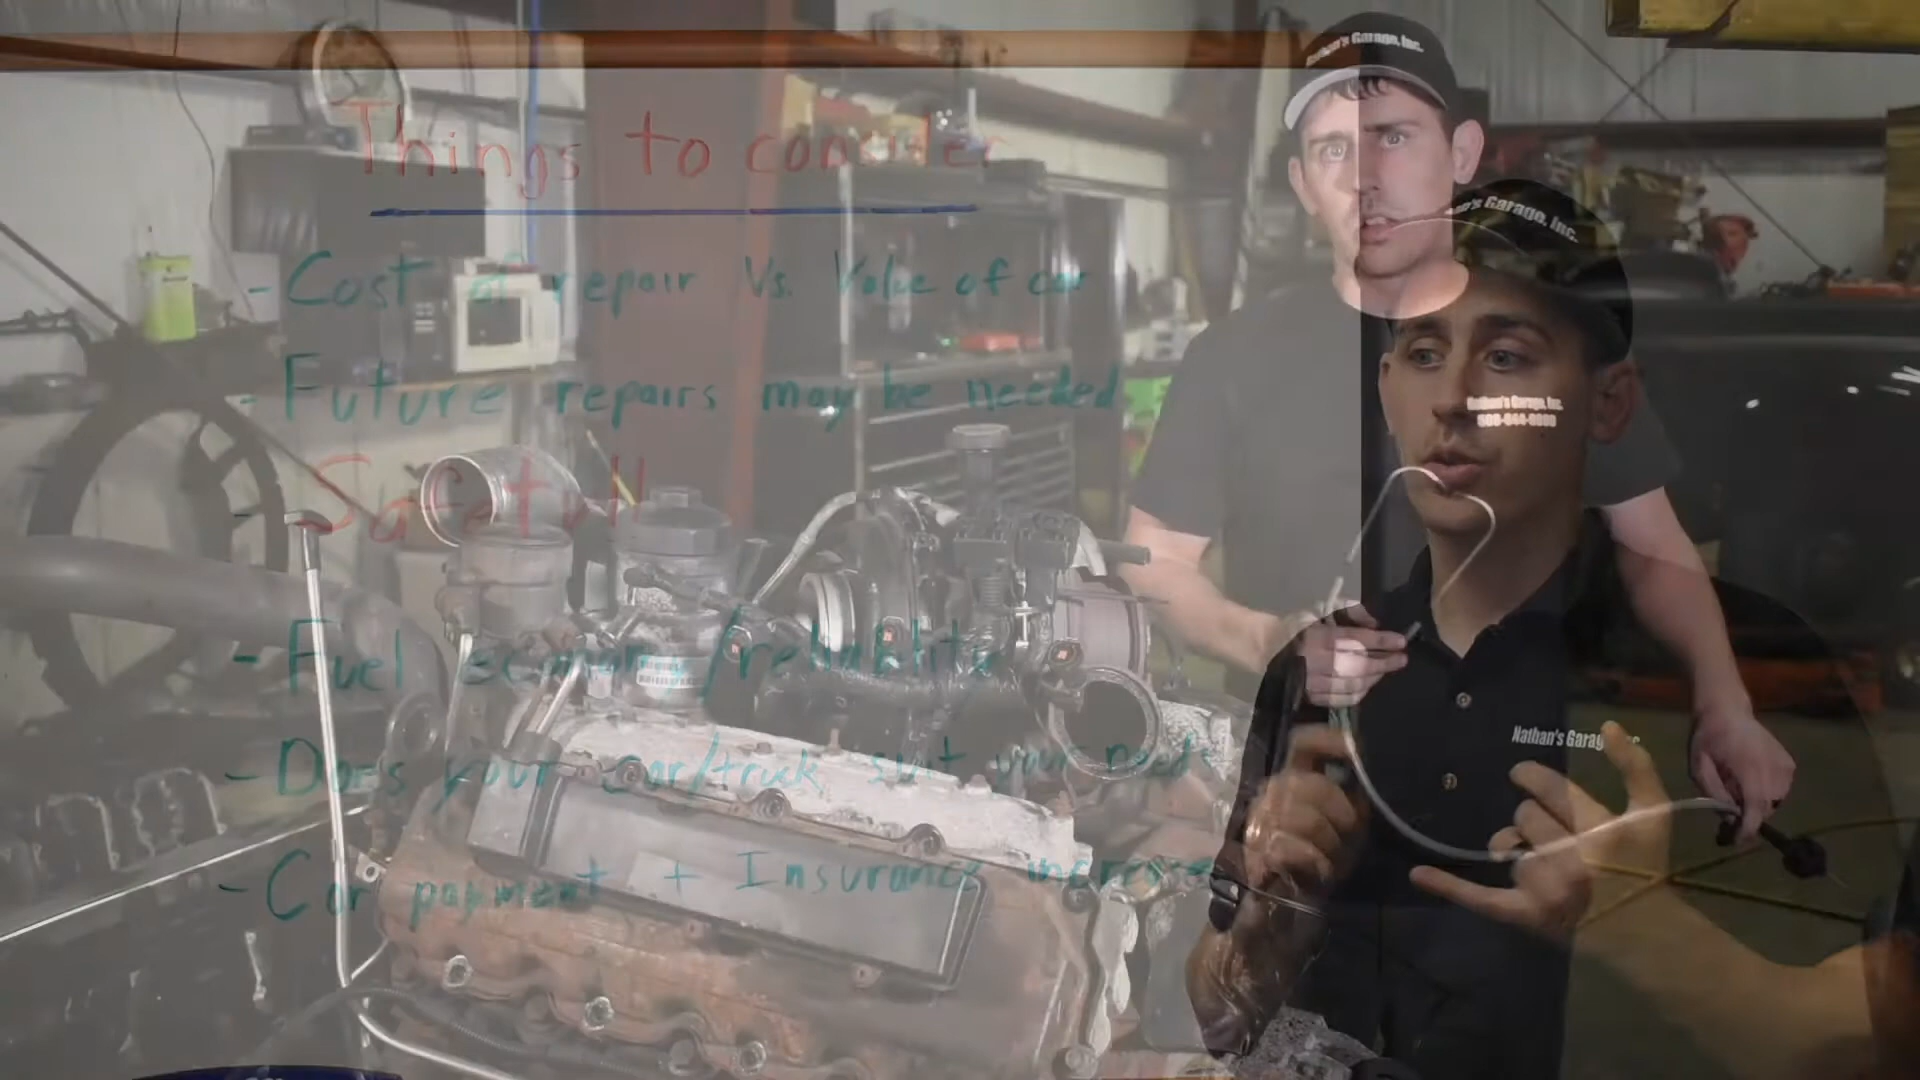 Nathan's Garage, Inc.
Things to consider
Garage, Inc.
- Cost of repair Vs. Value of car
- Future repairs may be needed
Nathan's Garage, Inc.
- Safety!!
- Fuel economy/reliability
Nathan's Garage, Inc.
- Does your car/truck suit your needs
- Car payment + Insurance increase